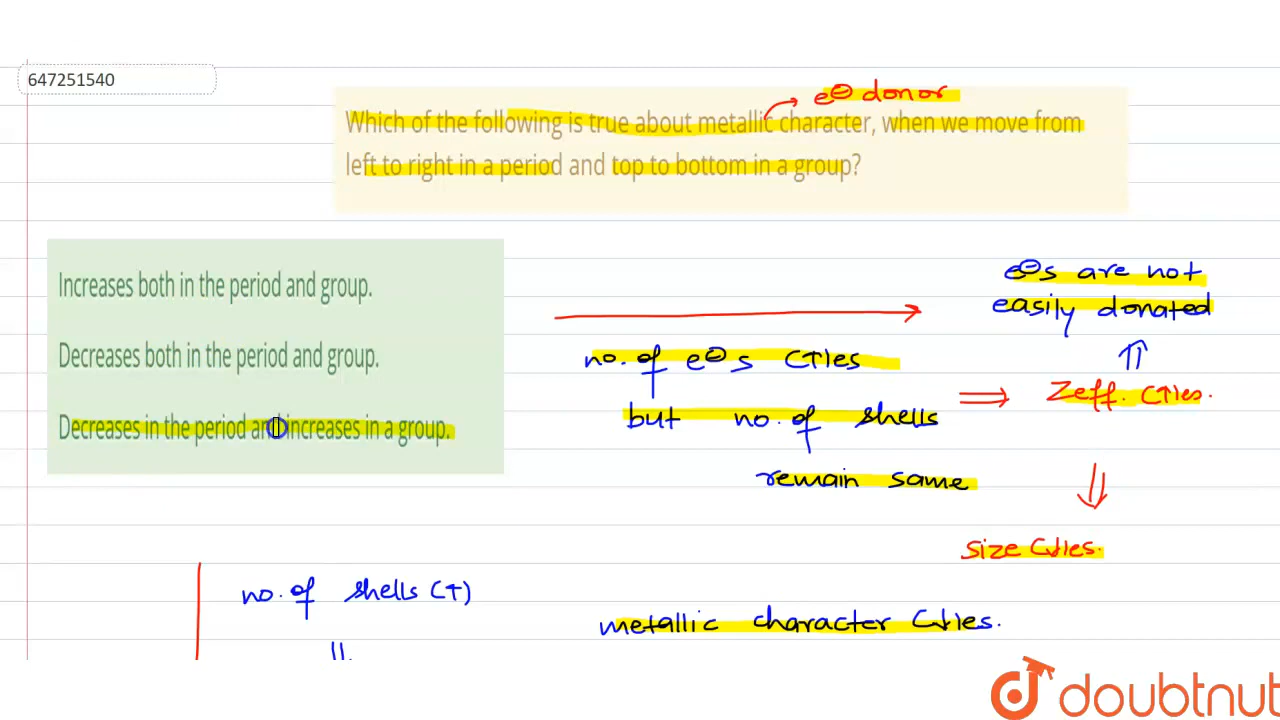 647251540
e⊖ donor
Which of the following is true about metallic character, when we move from
left to right in a period and top to bottom in a group?
Increases both in the period and group.
Decreases both in the period and group.
Decreases in the period and increases in a group.
e⊖s are not
easily donated
⇑
no. of e⊖s (↑)es
but no. of shells
remain same
⇒ Zeff. (↑)es.
⇓
size (↓)es.
no. of shells (↑)
metallic character (↓)es.
doubtnut